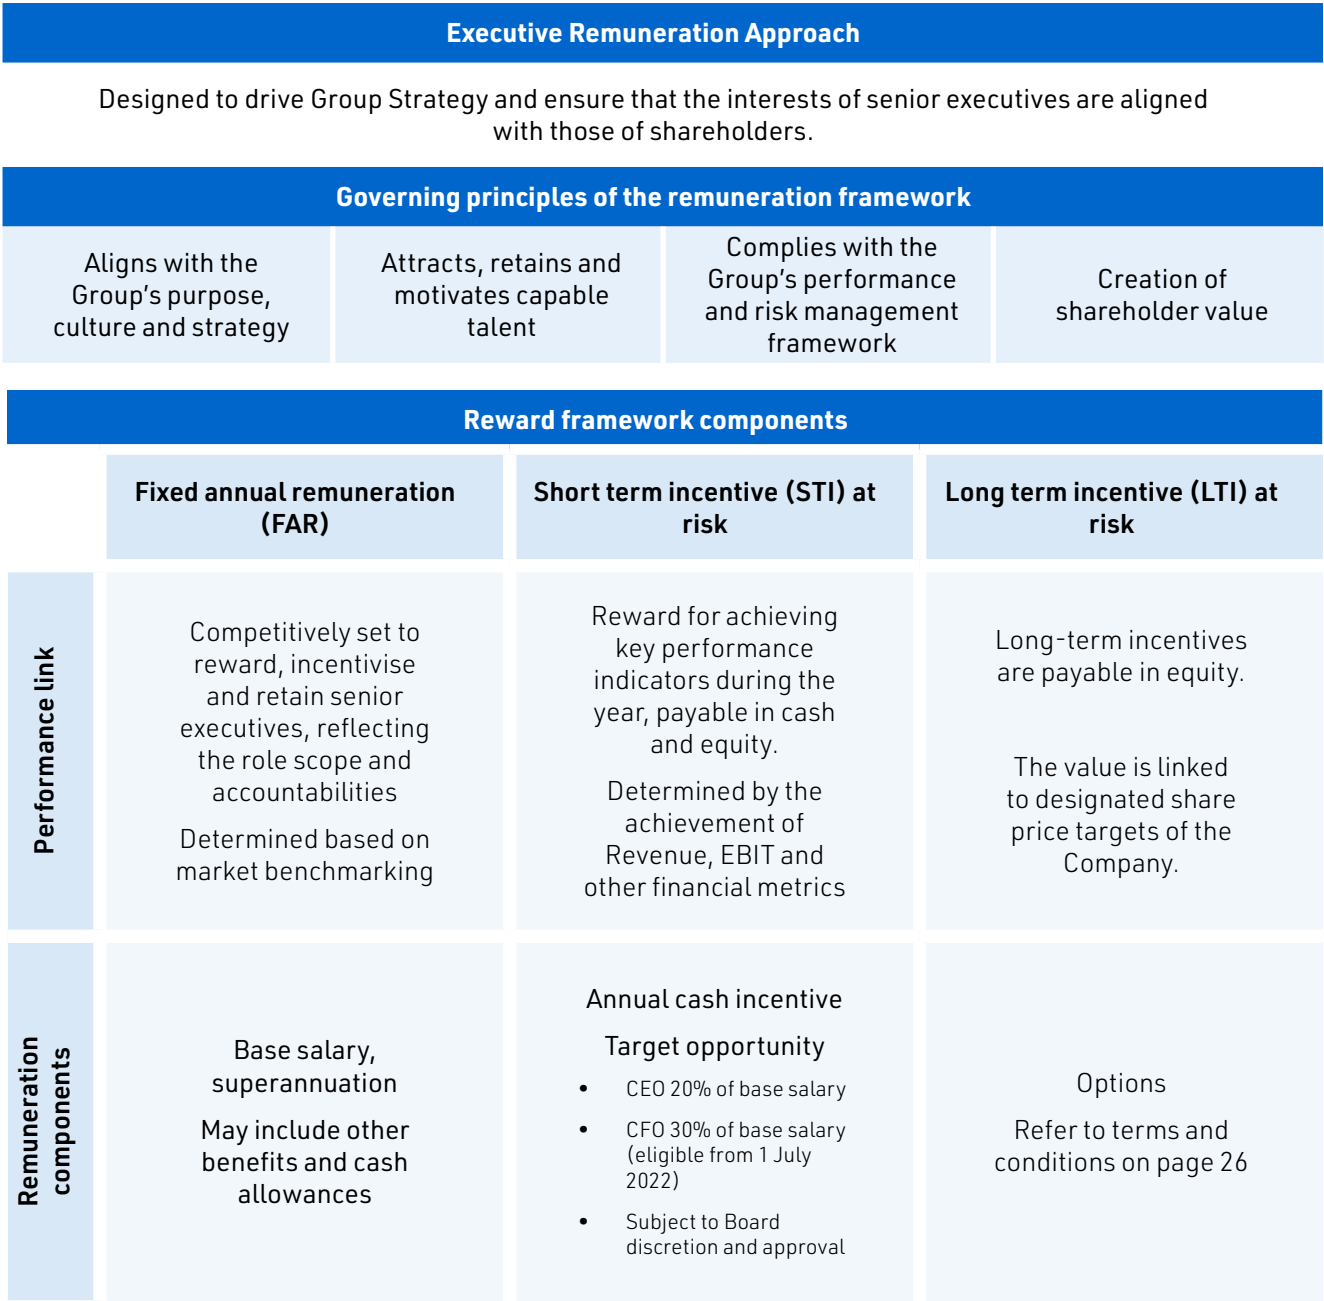 Executive Remuneration Approach
Designed to drive Group Strategy and ensure that the interests of senior executives are aligned
with those of shareholders.
Governing principles of the remuneration framework
Aligns with the
Group's purpose,
culture and strategy
Attracts, retains and
motivates capable
talent
Complies with the
Group's performance
and risk management
framework
Creation of
shareholder value
Reward framework components
Fixed annual remuneration
(FAR)
Short term incentive (STI) at
risk
Long term incentive (LTI) at
risk
Performance link
Competitively set to
reward, incentivise
and retain senior
executives, reflecting
the role scope and
accountabilities
Determined based on
market benchmarking
Reward for achieving
key performance
indicators during the
year, payable in cash
and equity.
Determined by the
achievement of
Revenue, EBIT and
other financial metrics
Long-term incentives
are payable in equity.
The value is linked
to designated share
price targets of the
Company.
Remuneration
components
Base salary,
superannuation
May include other
benefits and cash
allowances
Annual cash incentive
Target opportunity
• CEO 20% of base salary
• CFO 30% of base salary
(eligible from 1 July
2022)
• Subject to Board
discretion and approval
Options
Refer to terms and
conditions on page 26